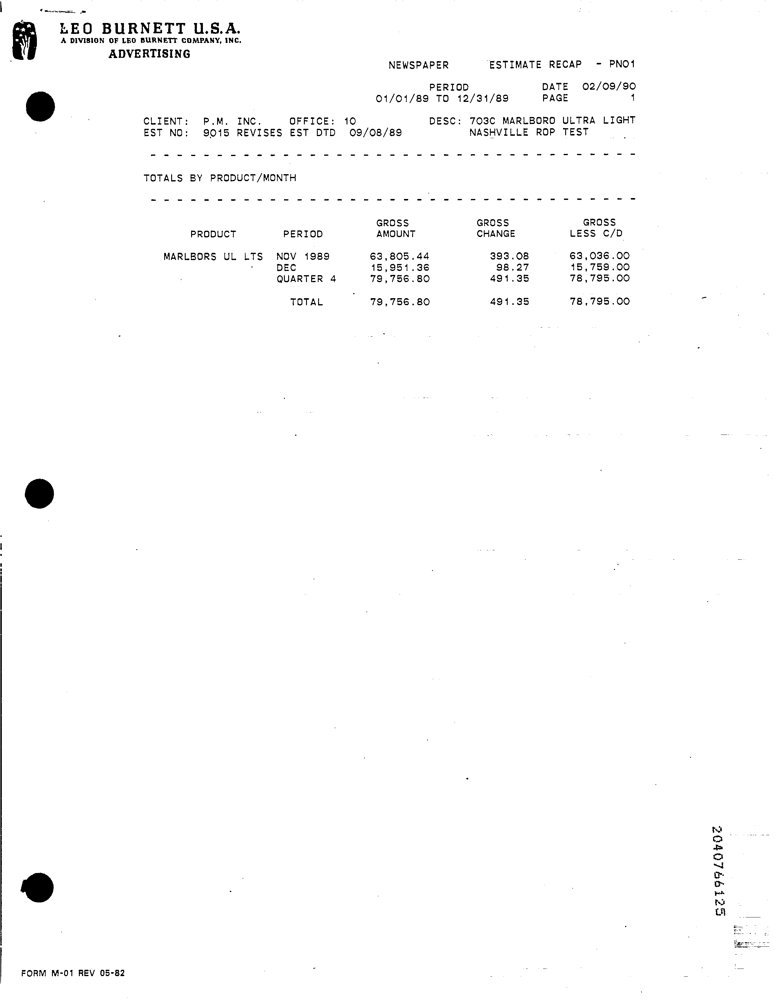 LEO BURNETT U.S.A.
A DIVISION OF LEO BURNETT COMPANY, INC.
ADVERTISING
NEWSPAPER ESTIMATE RECAP - PNO1
PERIOD DATE 02/09/90
01/01/89 TO 12/31/89 PAGE 1
CLIENT: P.M. INC. OFFICE: 10 DESC: 703C MARLBORO ULTRA LIGHT
EST NO: 9015 REVISES EST DTD 09/08/89 NASHVILLE ROP TEST
TOTALS BY PRODUCT/MONTH
GROSS GROSS GROSS
PRODUCT PERIOD AMOUNT CHANGE LESS C/D
MARLBORS UL LTS NOV 1989 63,805.44 393.08 63,036.00
DEC 15,951.36 98.27 15,759.00
QUARTER 4 79,756.80 491.35 78,795.00
TOTAL 79,756.80 491.35 78,795.00
2040766125
FORM M-01 REV 05-82